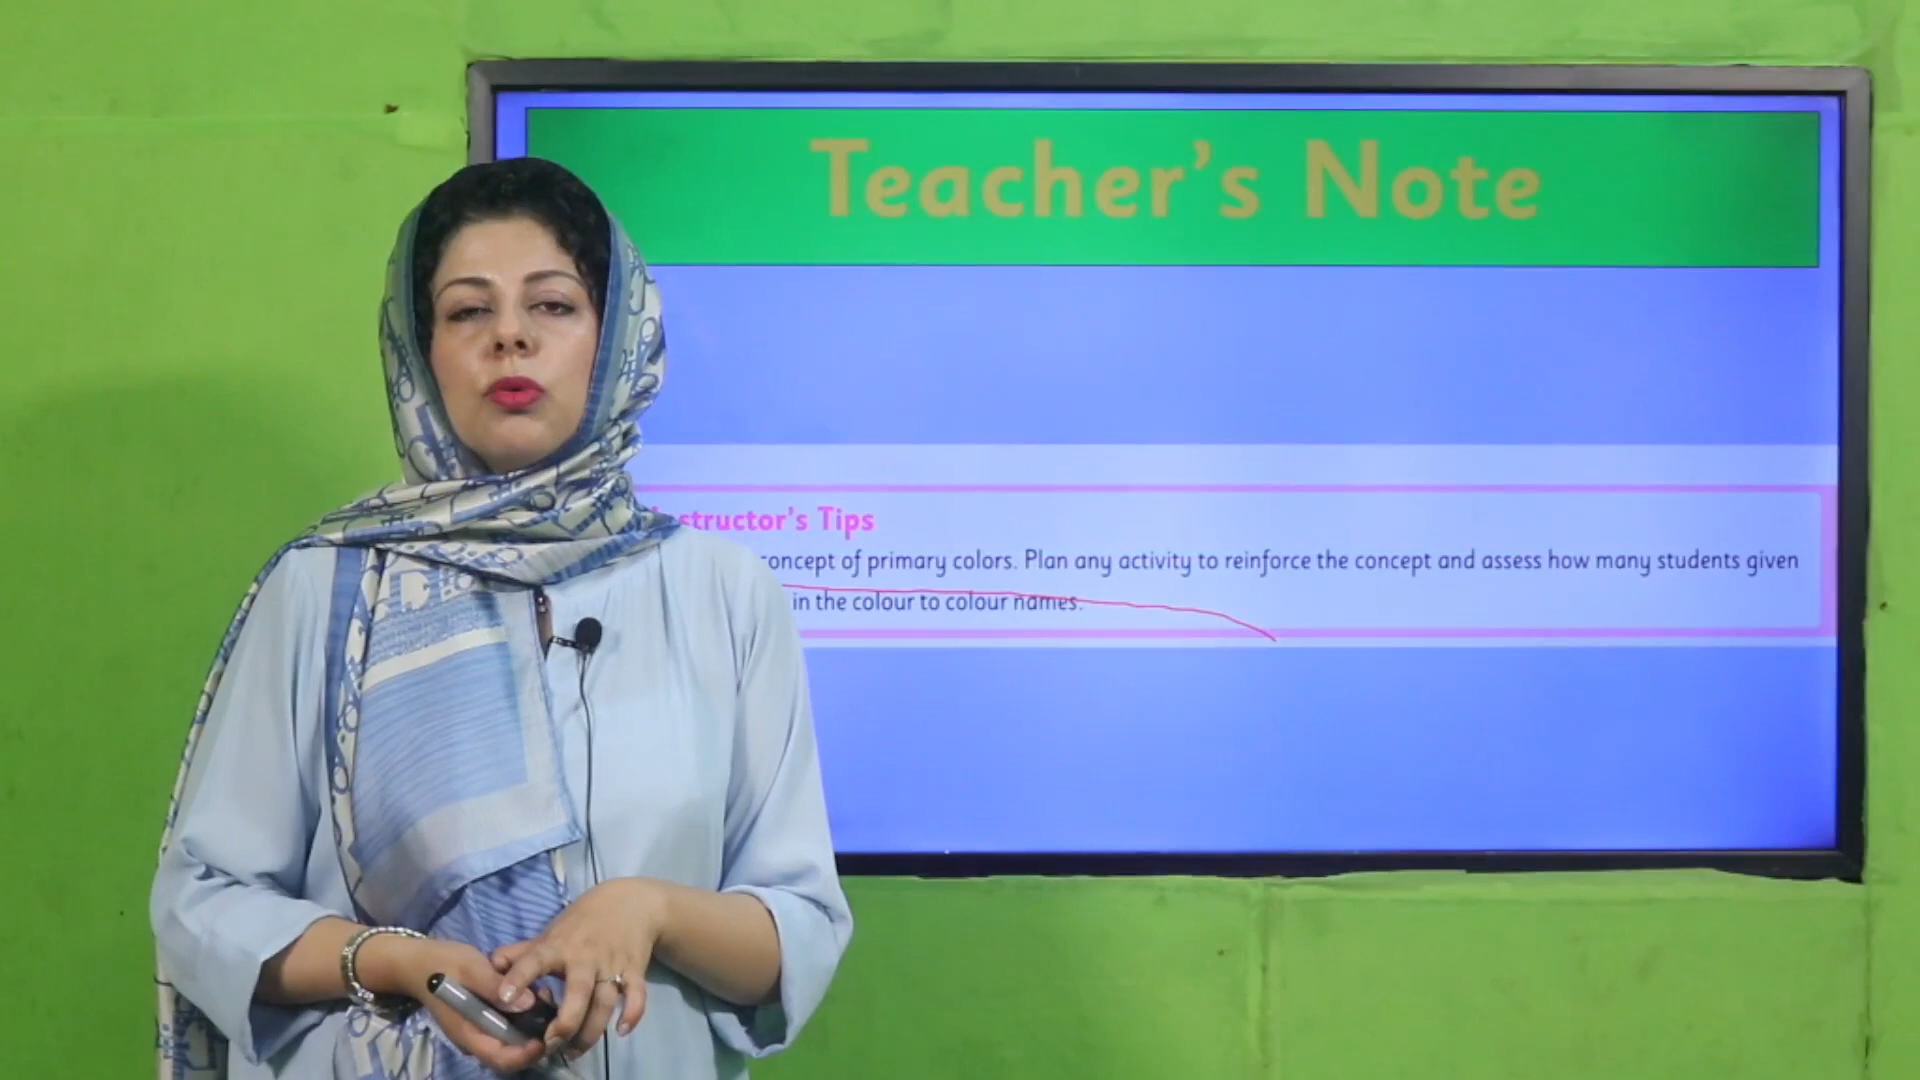 Teacher's Note
Instructor's Tips
concept of primary colors. Plan any activity to reinforce the concept and assess how many students given
in the colour to colour names.